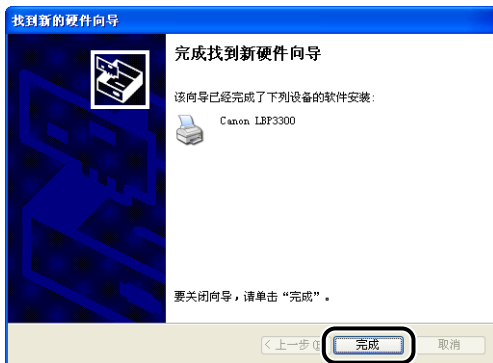 找到新的硬件向导
完成找到新硬件向导
该向导已经完成了下列设备的软件安装:
Canon LBP3300
要关闭向导，请单击“完成”。
<上一步(B 完成 取消